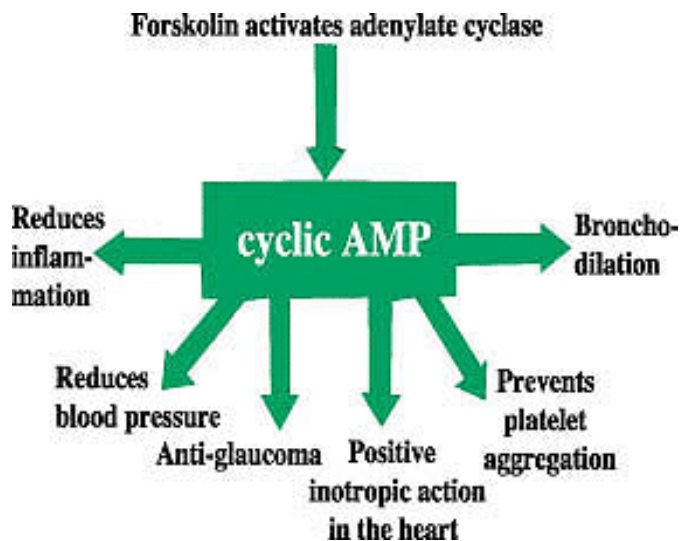 Forskolin activates adenylate cyclase
cyclic AMP
Reduces
inflam-
mation
Broncho-
dilation
Reduces
blood pressure
Anti-glaucoma
Positive
inotropic action
in the heart
Prevents
platelet
aggregation